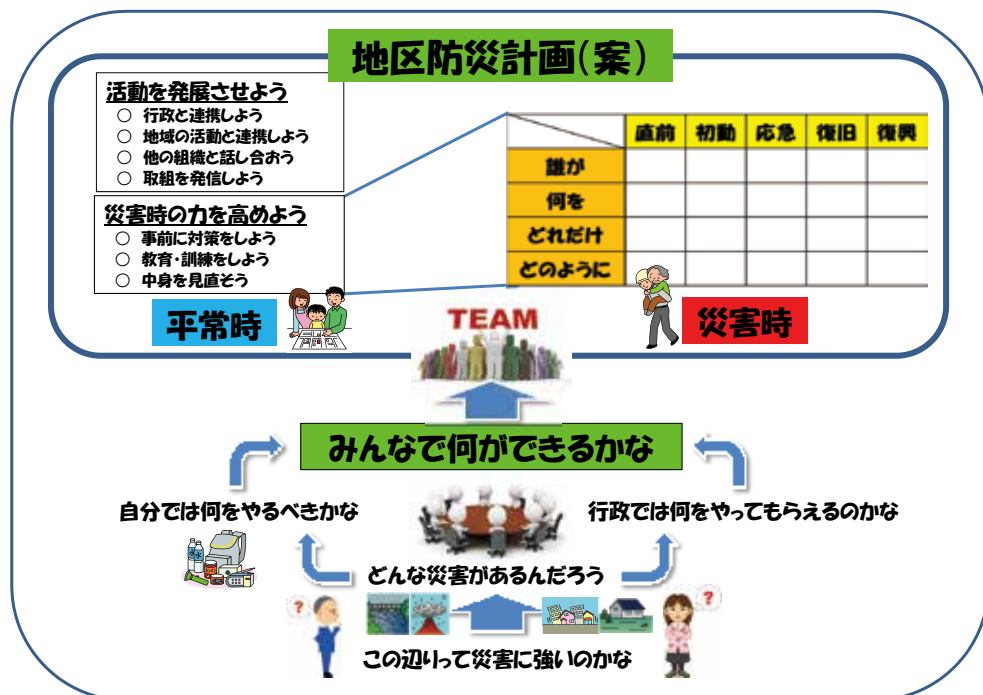 地区防災計画(案)
活動を発展させよう
○ 行政と連携しよう
○ 地域の活動と連携しよう
○ 他の組織と話し合おう
○ 取組を発信しよう
災害時の力を高めよう
○ 事前に対策をしよう
○ 教育・訓練をしよう
○ 中身を見直そう
平常時
直前 初動 応急 復旧 復興
誰が
何を
どれだけ
どのように
災害時
TEAM
みんなで何ができるかな
自分では何をやるべきかな
行政では何をやってもらえるのかな
どんな災害があるんだろう
?
?
この辺りって災害に強いのかな